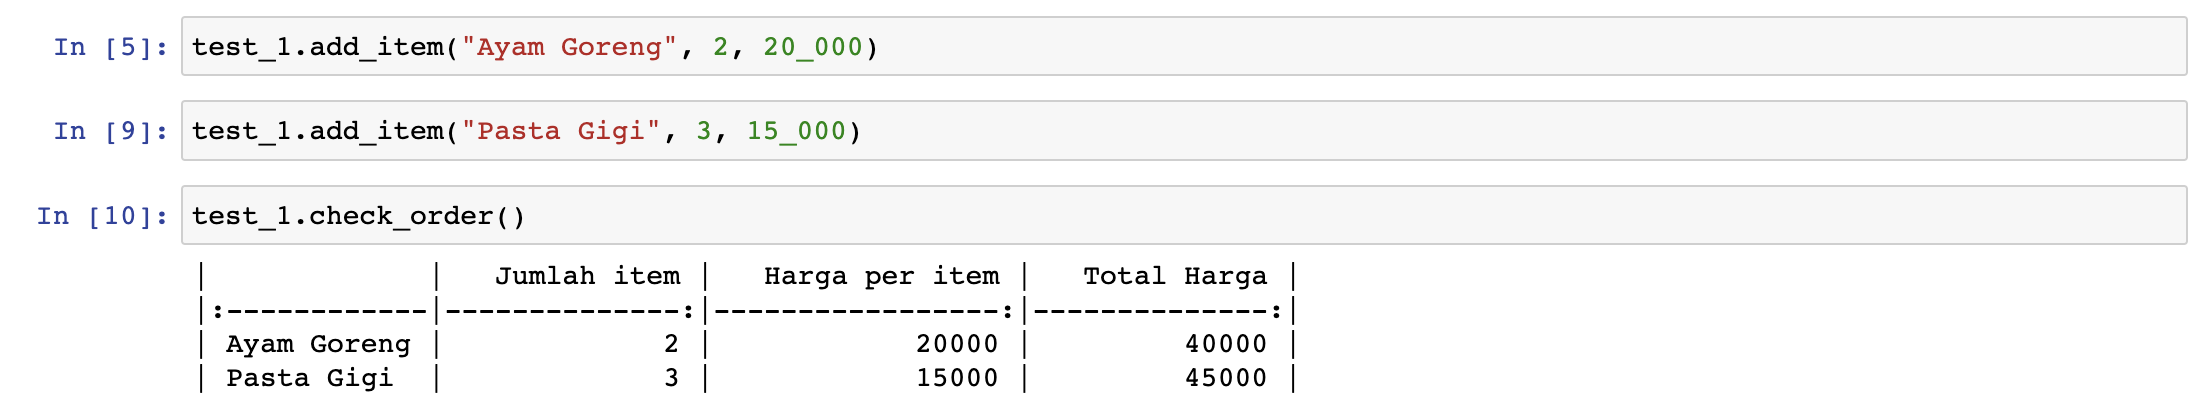 In [5]: test_1.add_item("Ayam Goreng", 2, 20_000)
In [9]: test_1.add_item("Pasta Gigi", 3, 15_000)
In [10]: test_1.check_order()
|             |   Jumlah item |   Harga per item |   Total Harga |
|:------------|--------------:|-----------------:|--------------:|
| Ayam Goreng |             2 |            20000 |         40000 |
| Pasta Gigi  |             3 |            15000 |         45000 |